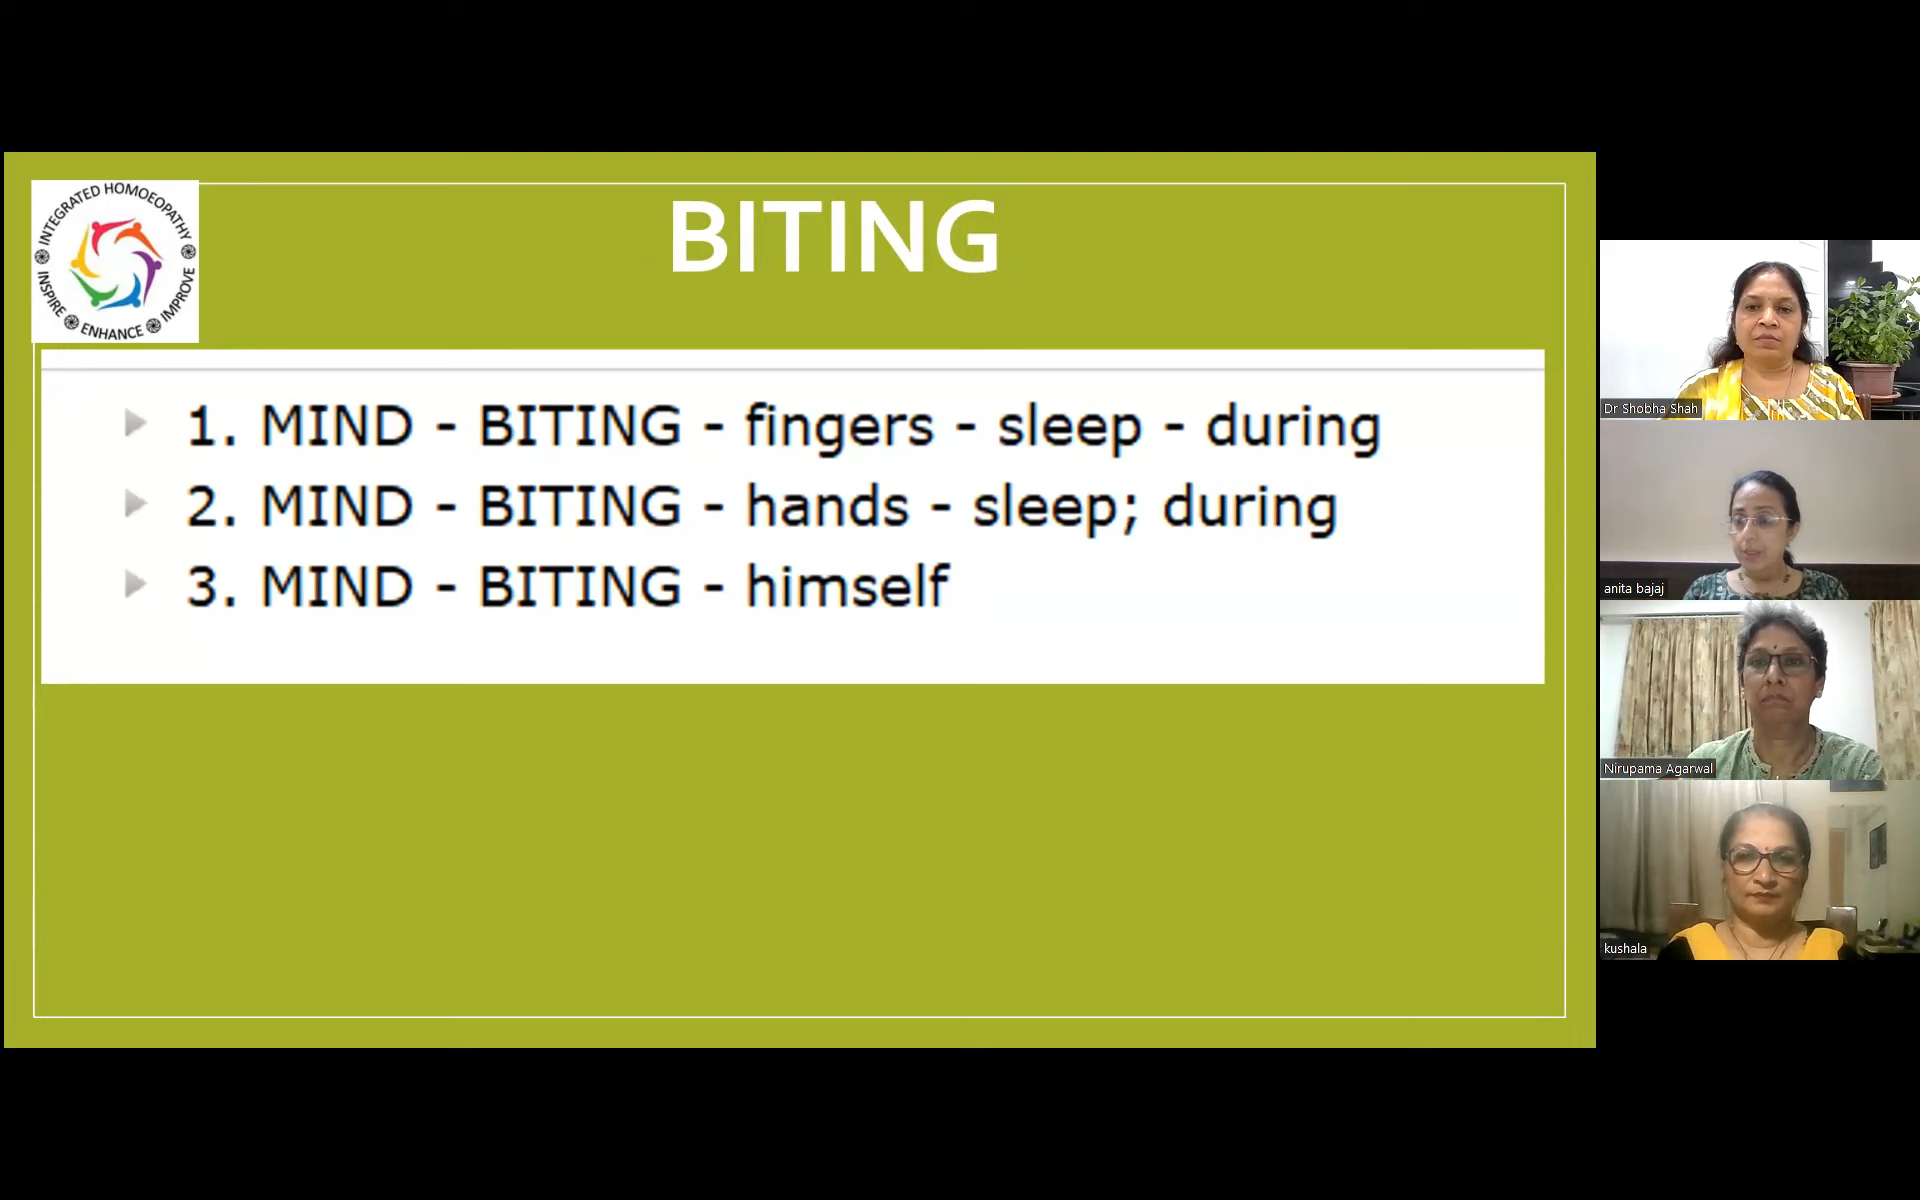 INTEGRATED HOMOEOPATHY
INSPIRE ENHANCE IMPROVE
BITING
1. MIND - BITING - fingers - sleep - during
2. MIND - BITING - hands - sleep; during
3. MIND - BITING - himself
Dr Shobha Shah
anita bajaj
Nirupama Agarwal
kushala